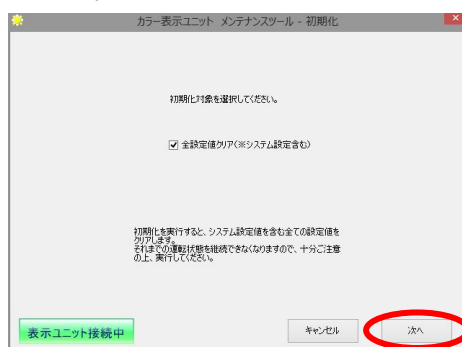 カラー表示ユニット メンテナンスツール - 初期化
初期化対象を選択してください。
全設定値クリア(※システム設定含む)
初期化を実行すると、システム設定値を含む全ての設定値を
クリアします。
それまでの運転状態を継続できなくなりますので、十分ご注意
の上、実行してください。
表示ユニット接続中
キャンセル
次へ